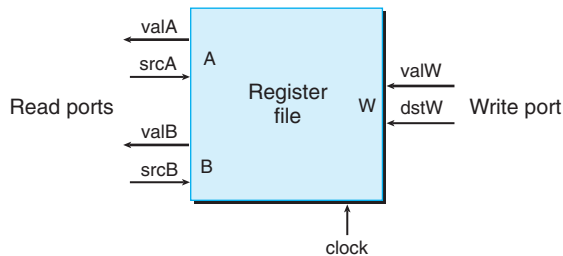 valA
srcA
A
Read ports
valB
srcB
B
Register
file
W
valW
dstW
Write port
clock